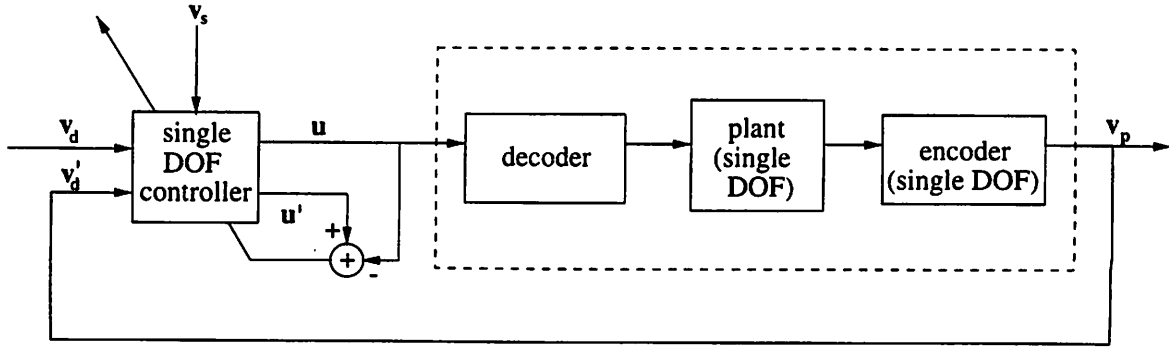 v_s
v_d
v_d'
single
DOF
controller
u
u'
+
+
-
decoder
plant
(single
DOF)
encoder
(single DOF)
v_p